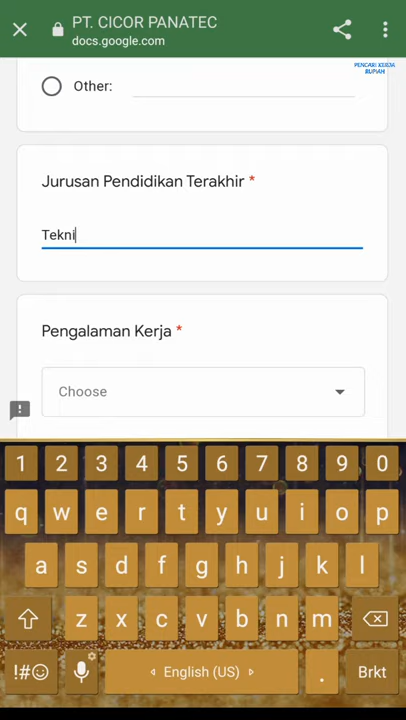 PT. CICOR PANATEC
docs.google.com
PENCARI KERJA
RUPIAH
Other:
Jurusan Pendidikan Terakhir *
Tekni
Pengalaman Kerja *
Choose
1 2 3 4 5 6 7 8 9 0
q w e r t y u i o p
a s d f g h j k l
z x c v b n m
!#☺ English (US) . Brkt